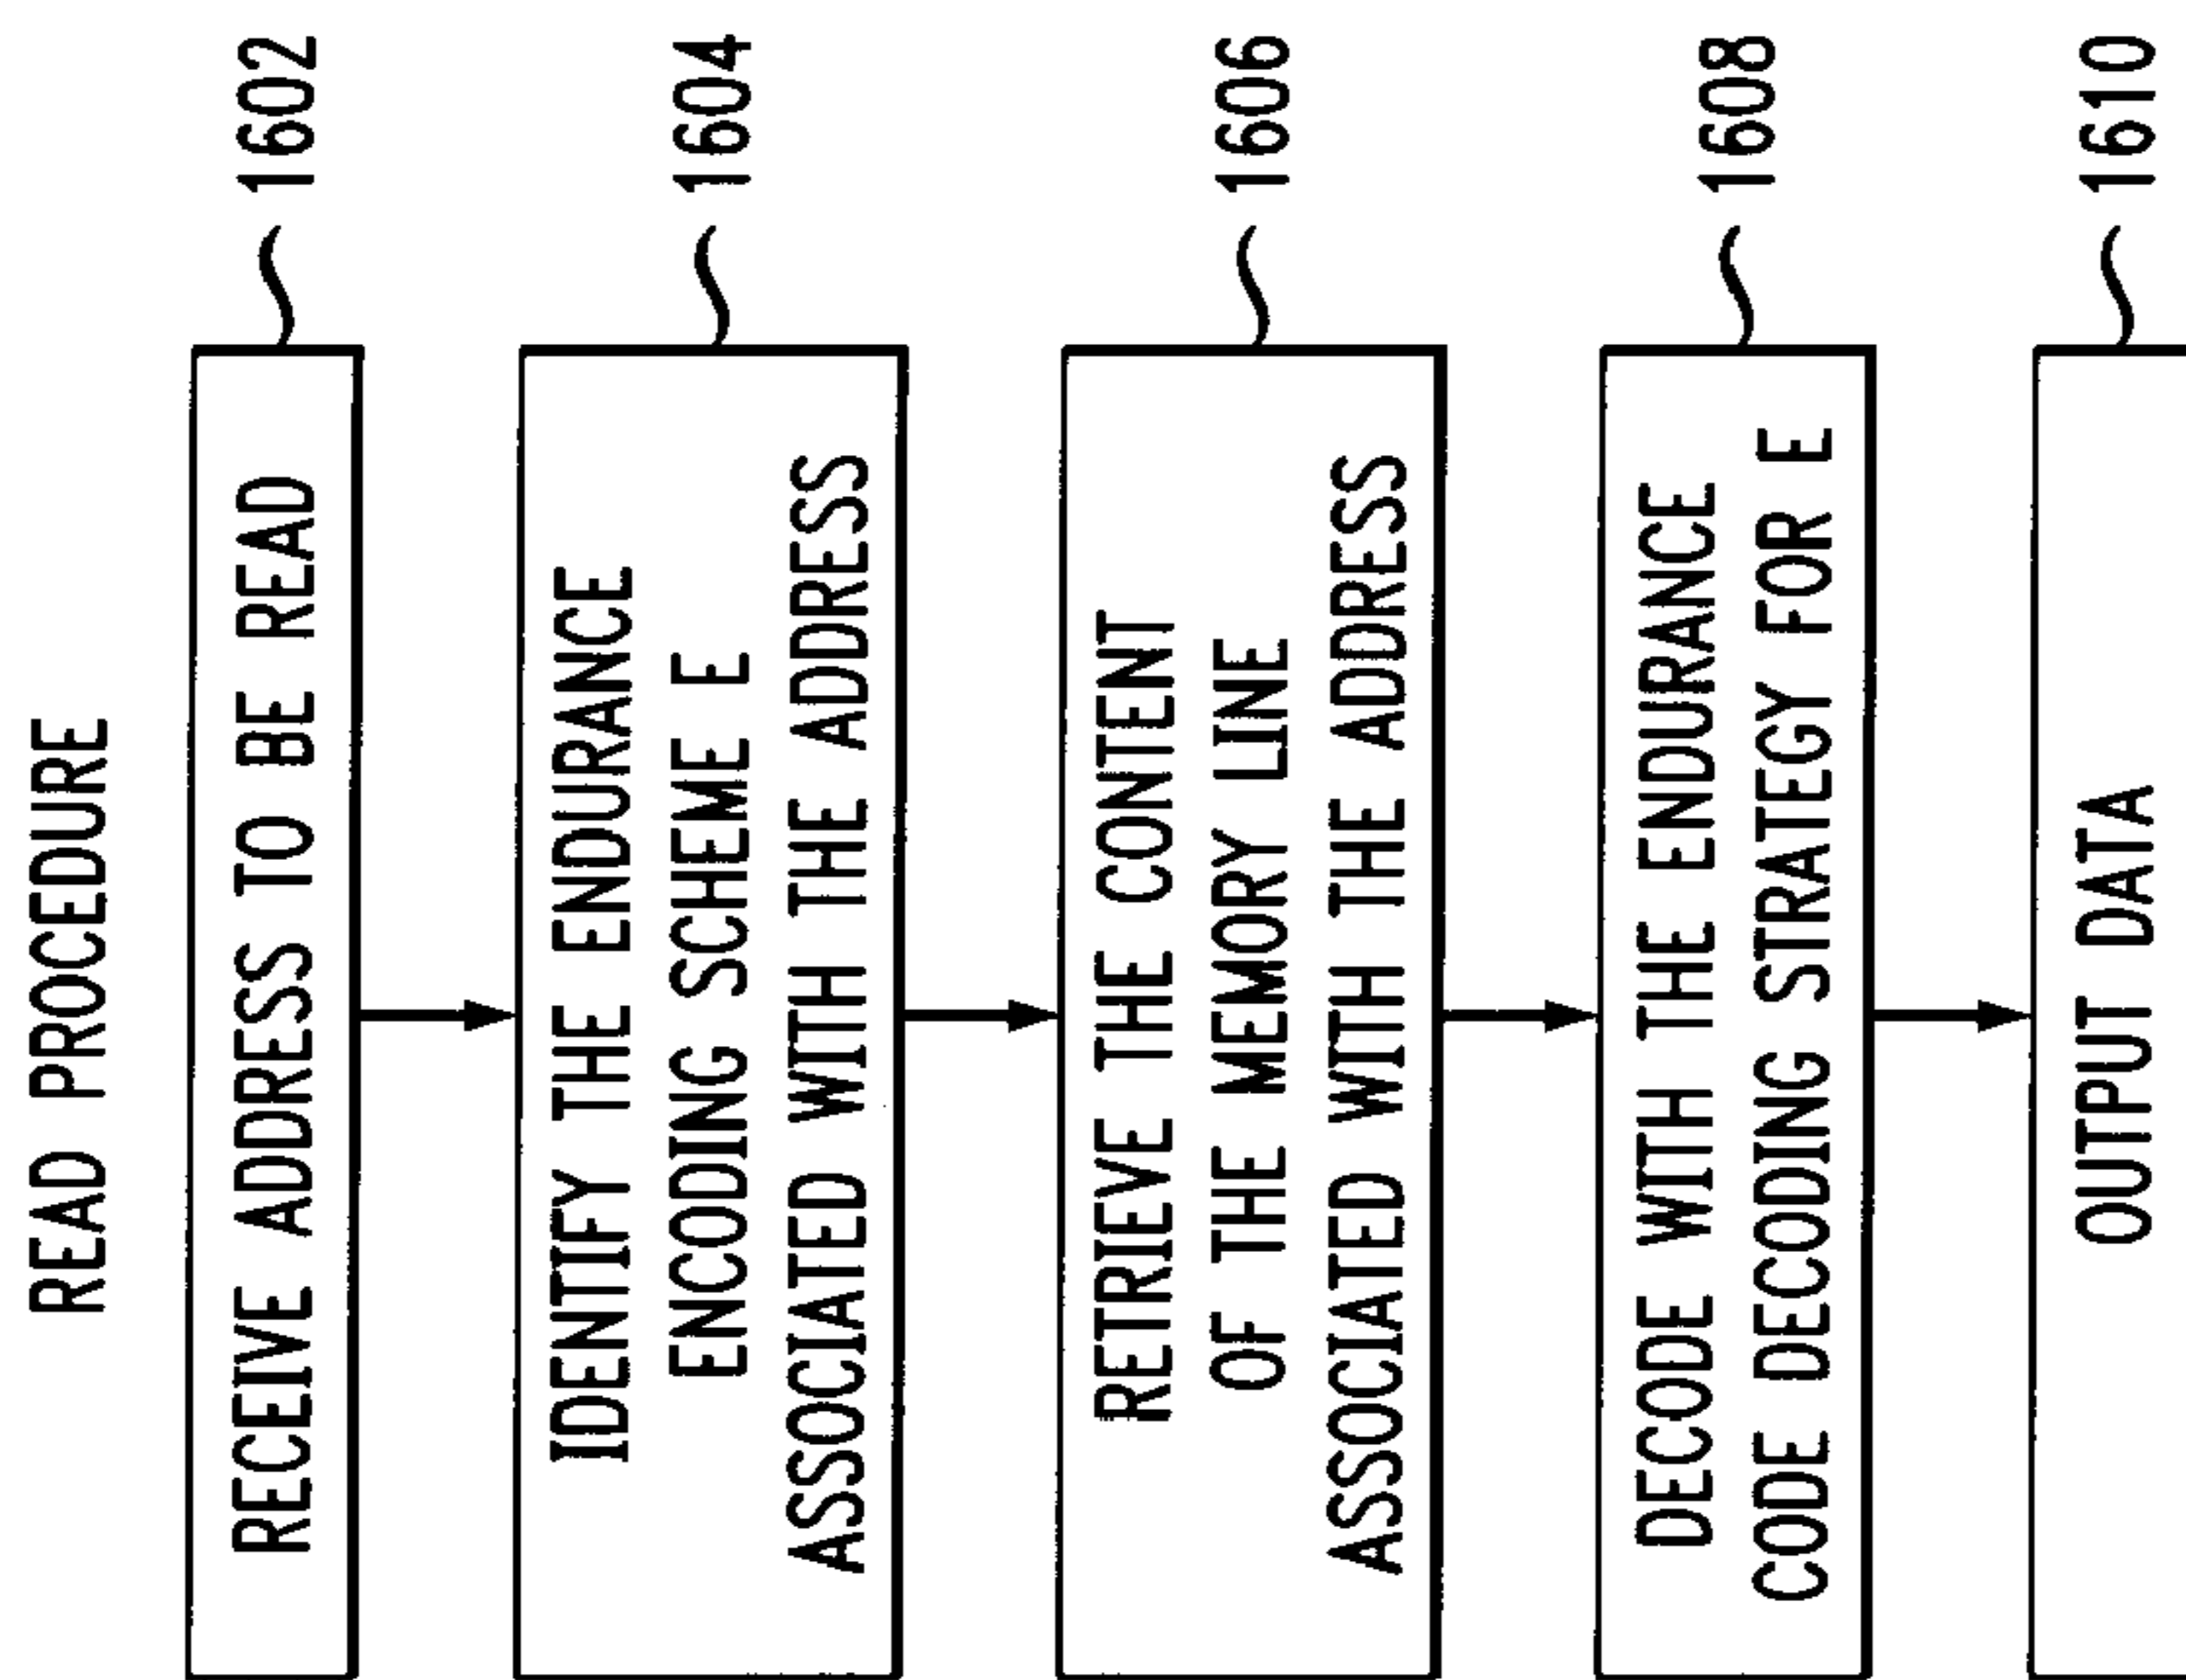 READ PROCEDURE
RECEIVE ADDRESS TO BE READ
1602
IDENTIFY THE ENDURANCE
ENCODING SCHEME E
ASSOCIATED WITH THE ADDRESS
1604
RETRIEVE THE CONTENT
OF THE MEMORY LINE
ASSOCIATED WITH THE ADDRESS
1606
DECODE WITH THE ENDURANCE
CODE DECODING STRATEGY FOR E
1608
OUTPUT DATA
1610